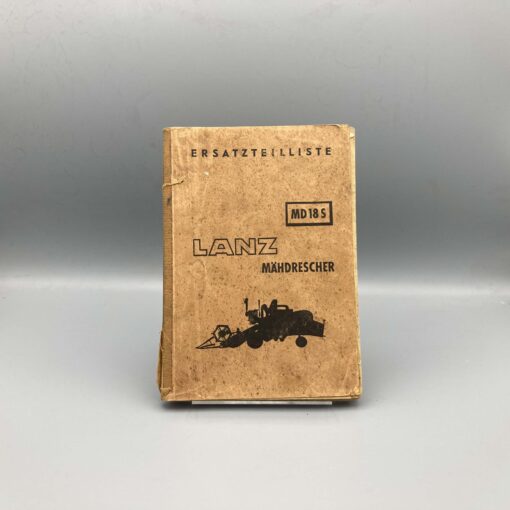 ERSATZTEILLISTE
MD 18 S
LANZ
MÄHDRESCHER